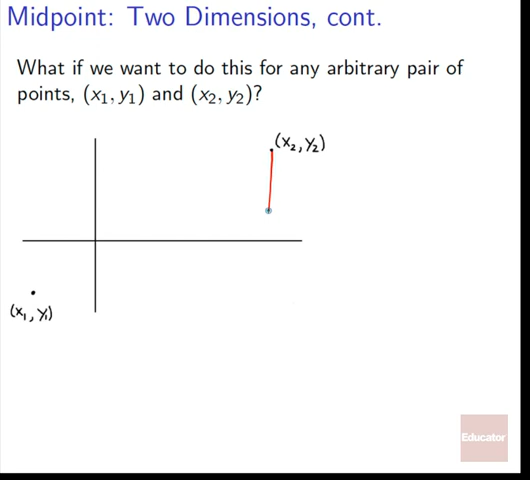 Midpoint: Two Dimensions, cont.
What if we want to do this for any arbitrary pair of
points, (x₁, y₁) and (x₂, y₂)?
(x₂, y₂)
(x₁, y₁)
Educator